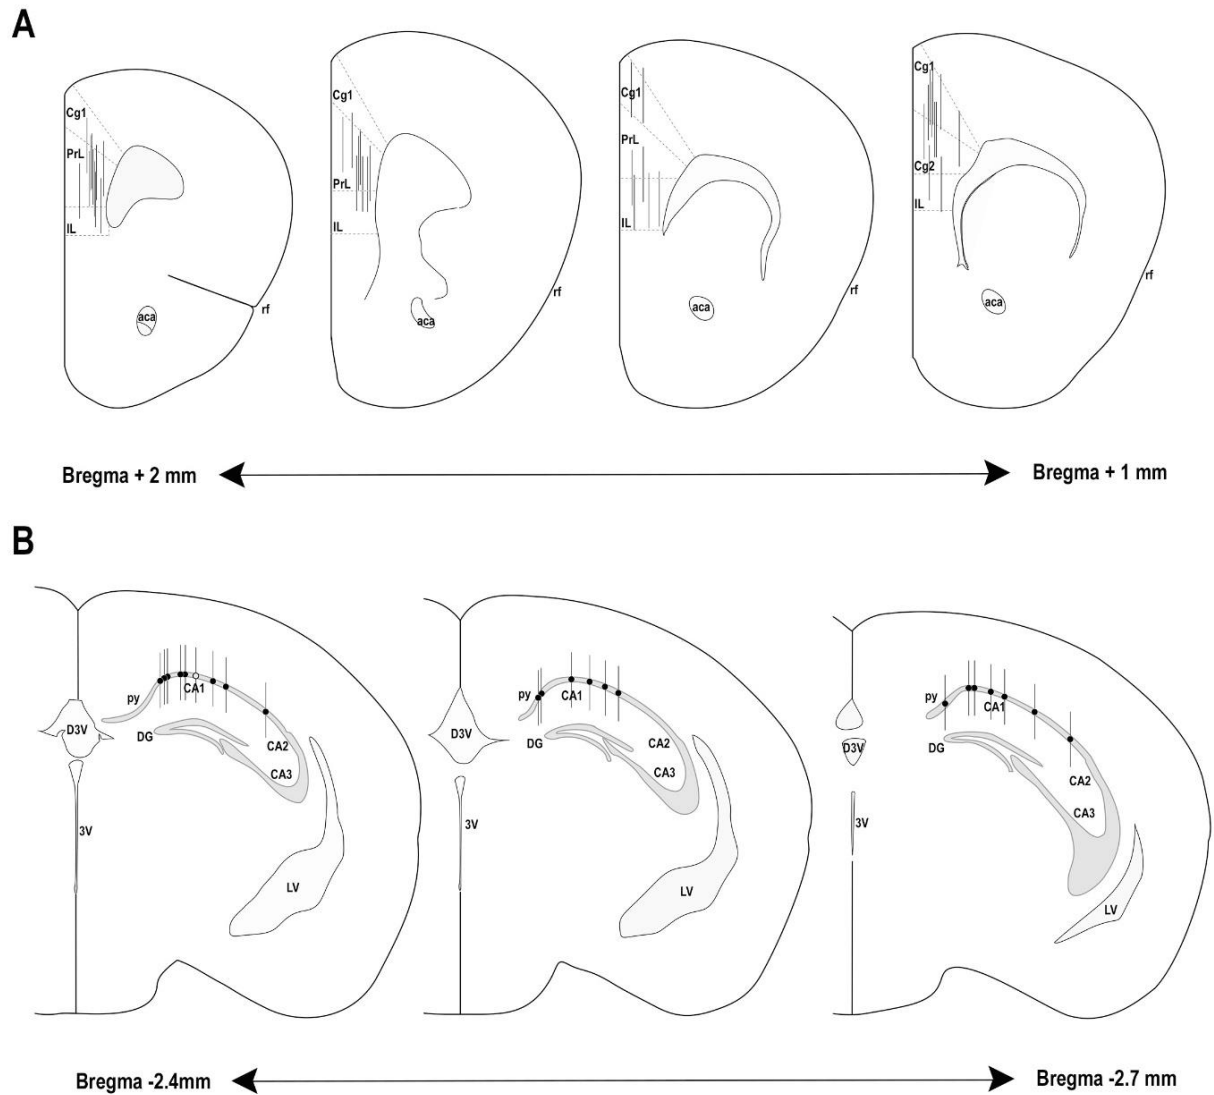 A
Cg1
PrL
IL
aca
rf
Cg1
PrL
IL
aca
rf
Cg1
PrL
IL
aca
rf
Cg1
Cg2
IL
aca
rf
Bregma + 2 mm
Bregma + 1 mm
B
py
CA1
D3V
DG
CA2
CA3
3V
LV
py
CA1
D3V
DG
CA2
CA3
3V
LV
py
CA1
D3V
DG
CA2
CA3
3V
LV
Bregma -2.4mm
Bregma -2.7 mm